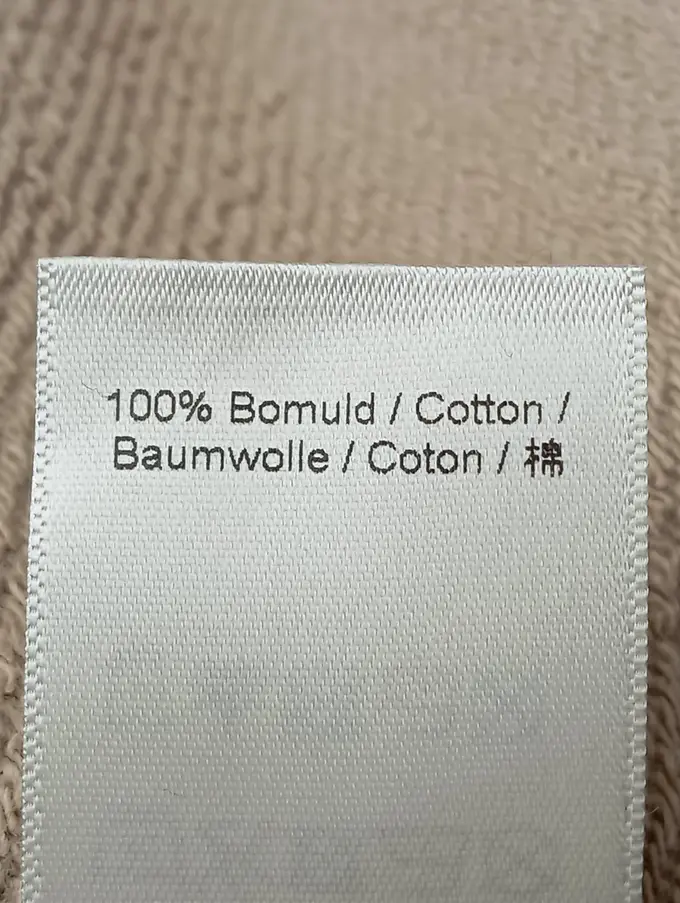 100% Bomuld / Cotton /
Baumwolle / Coton / 棉